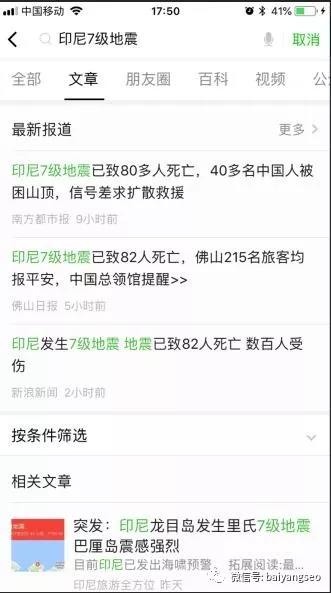 中国移动 17:50 41%
印尼7级地震 取消
全部 文章 朋友圈 百科 视频 公
最新报道 更多
印尼7级地震已致80多人死亡，40多名中国人被
困山顶，信号差求扩散救援
南方都市报 9小时前
印尼7级地震已致82人死亡，佛山215名旅客均
报平安，中国总领馆提醒>>
佛山日报 5小时前
印尼发生7级地震 地震已致82人死亡 数百人受
伤
新浪新闻 2小时前
按条件筛选
相关文章
突发：印尼龙目岛发生里氏7级地震
巴厘岛震感强烈
目前印尼已发出海啸预警。 拓展阅读:最...
印尼旅游全方位 昨天
微信号: baiyangseo